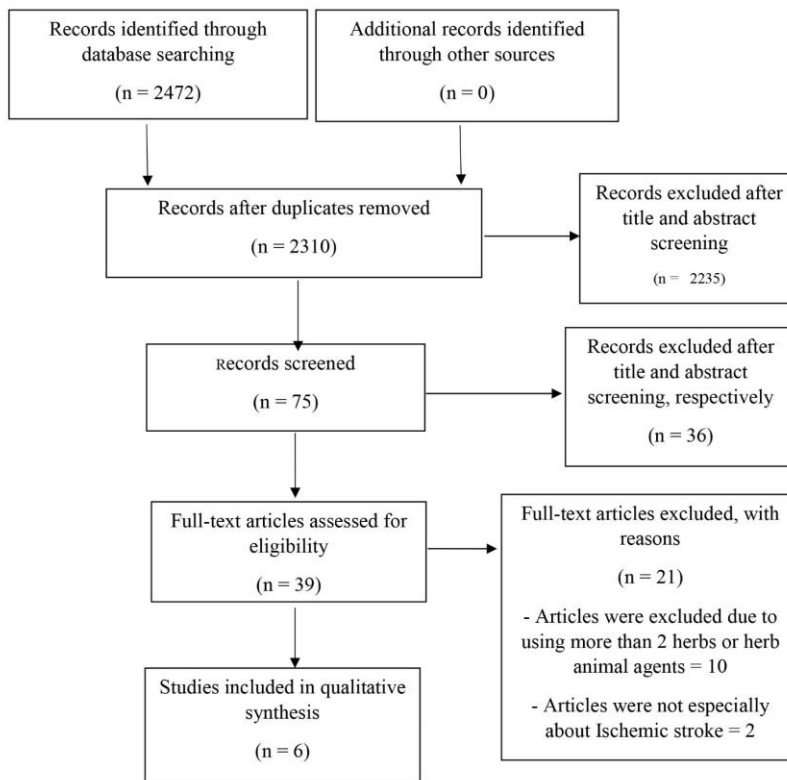 Records identified through
database searching
(n = 2472)
Additional records identified
through other sources
(n = 0)
Records after duplicates removed
(n = 2310)
Records excluded after
title and abstract
screening
(n = 2235)
Records screened
(n = 75)
Records excluded after
title and abstract
screening, respectively
(n = 36)
Full-text articles assessed for
eligibility
(n = 39)
Full-text articles excluded, with
reasons
(n = 21)
- Articles were excluded due to
using more than 2 herbs or herb
animal agents = 10
- Articles were not especially
about Ischemic stroke = 2
Studies included in qualitative
synthesis
(n = 6)